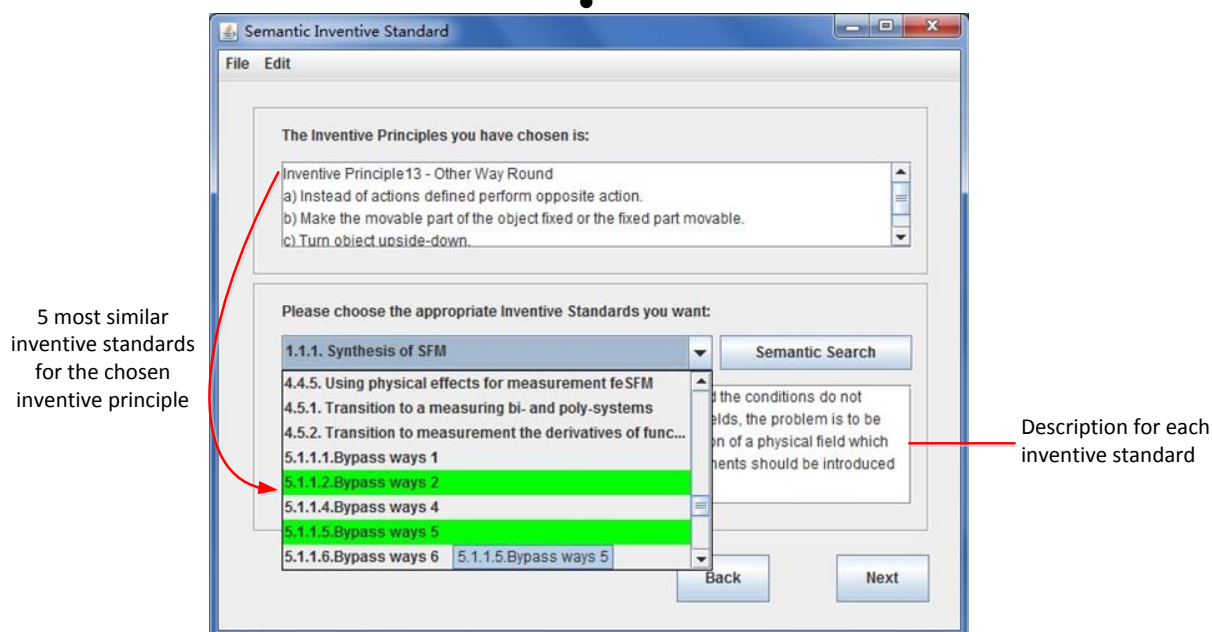 Semantic Inventive Standard
File Edit
The Inventive Principles you have chosen is:
Inventive Principle13 - Other Way Round
a) Instead of actions defined perform opposite action.
b) Make the movable part of the object fixed or the fixed part movable.
c) Turn object upside-down.
Please choose the appropriate Inventive Standards you want:
1.1.1. Synthesis of SFM
Semantic Search
4.4.5. Using physical effects for measurement feSFM
4.5.1. Transition to a measuring bi- and poly-systems
4.5.2. Transition to measurement the derivatives of func...
5.1.1.1.Bypass ways 1
5.1.1.2.Bypass ways 2
5.1.1.4.Bypass ways 4
5.1.1.5.Bypass ways 5
5.1.1.6.Bypass ways 6
5.1.1.5.Bypass ways 5
the conditions do not
elds, the problem is to be
on of a physical field which
ents should be introduced
Back
Next
5 most similar
inventive standards
for the chosen
inventive principle
Description for each
inventive standard